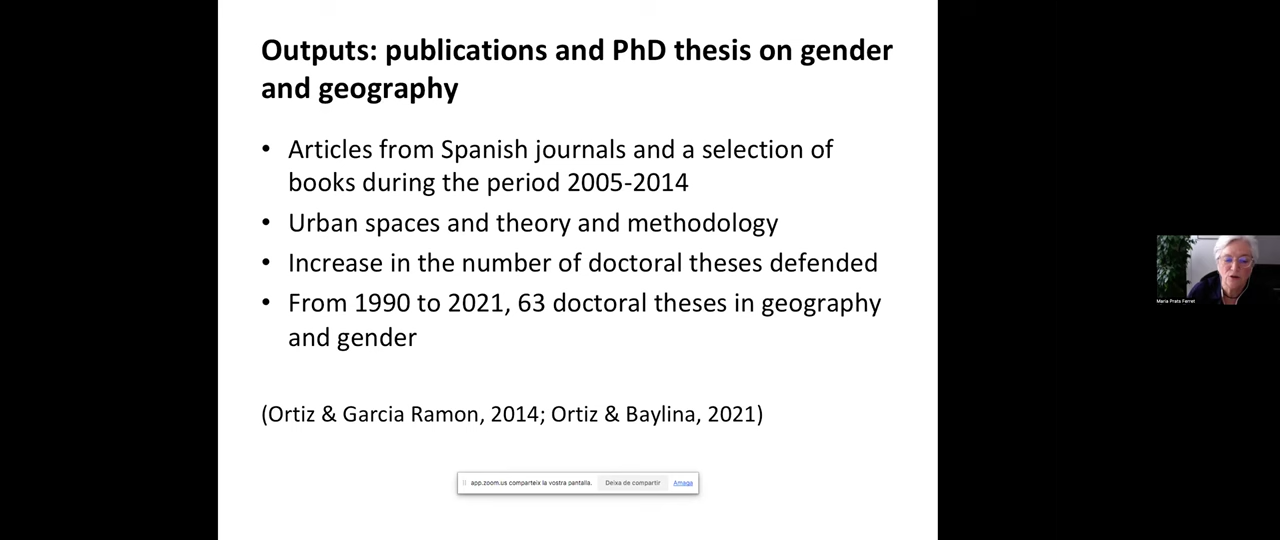 Outputs: publications and PhD thesis on gender
and geography
• Articles from Spanish journals and a selection of
books during the period 2005-2014
• Urban spaces and theory and methodology
• Increase in the number of doctoral theses defended
• From 1990 to 2021, 63 doctoral theses in geography
and gender
(Ortiz & Garcia Ramon, 2014; Ortiz & Baylina, 2021)
app.zoom.us comparteix la vostra pantalla. Deixa de compartir Amaga
Maria Prats Ferret